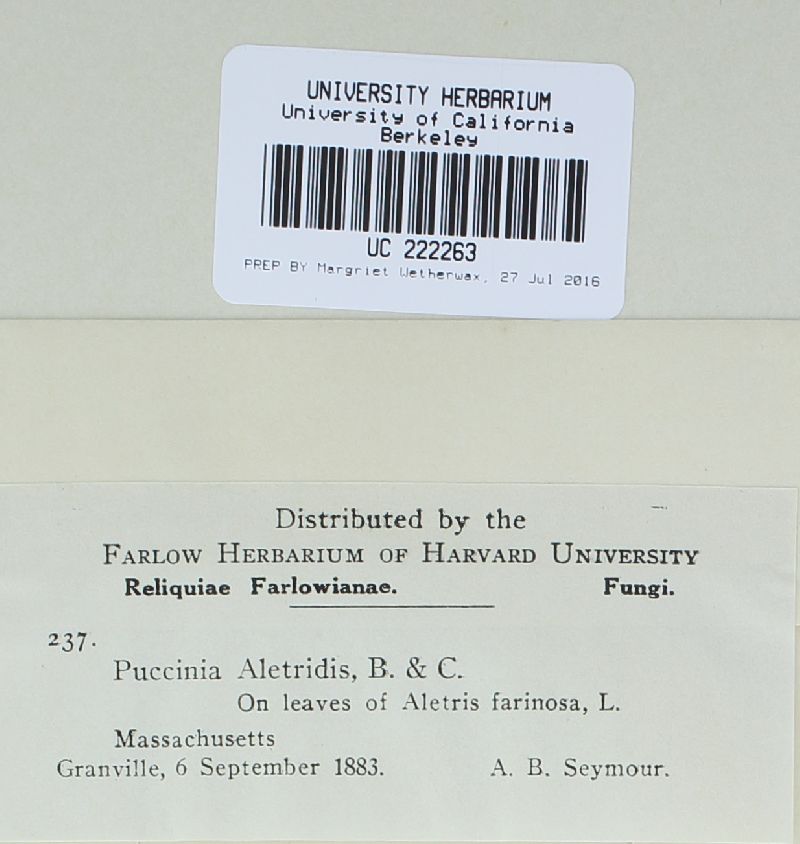 UNIVERSITY HERBARIUM
University of California
Berkeley
UC 222263
PREP BY Margriet Wetherwax, 27 Jul 2016
Distributed by the
FARLOW HERBARIUM OF HARVARD UNIVERSITY
Reliquiae Farlowianae. Fungi.
237.
Puccinia Aletridis, B. & C.
On leaves of Aletris farinosa, L.
Massachusetts
Granville, 6 September 1883. A. B. Seymour.